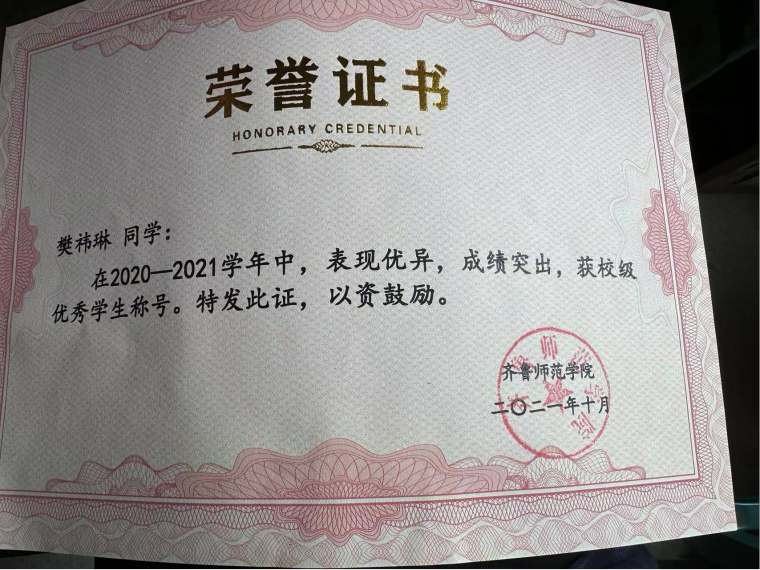 荣誉证书
HONORARY CREDENTIAL
樊祎琳 同学：
在2020—2021学年中，表现优异，成绩突出，获校级
优秀学生称号。特发此证，以资鼓励。
齐鲁师范学院
二〇二一年十月